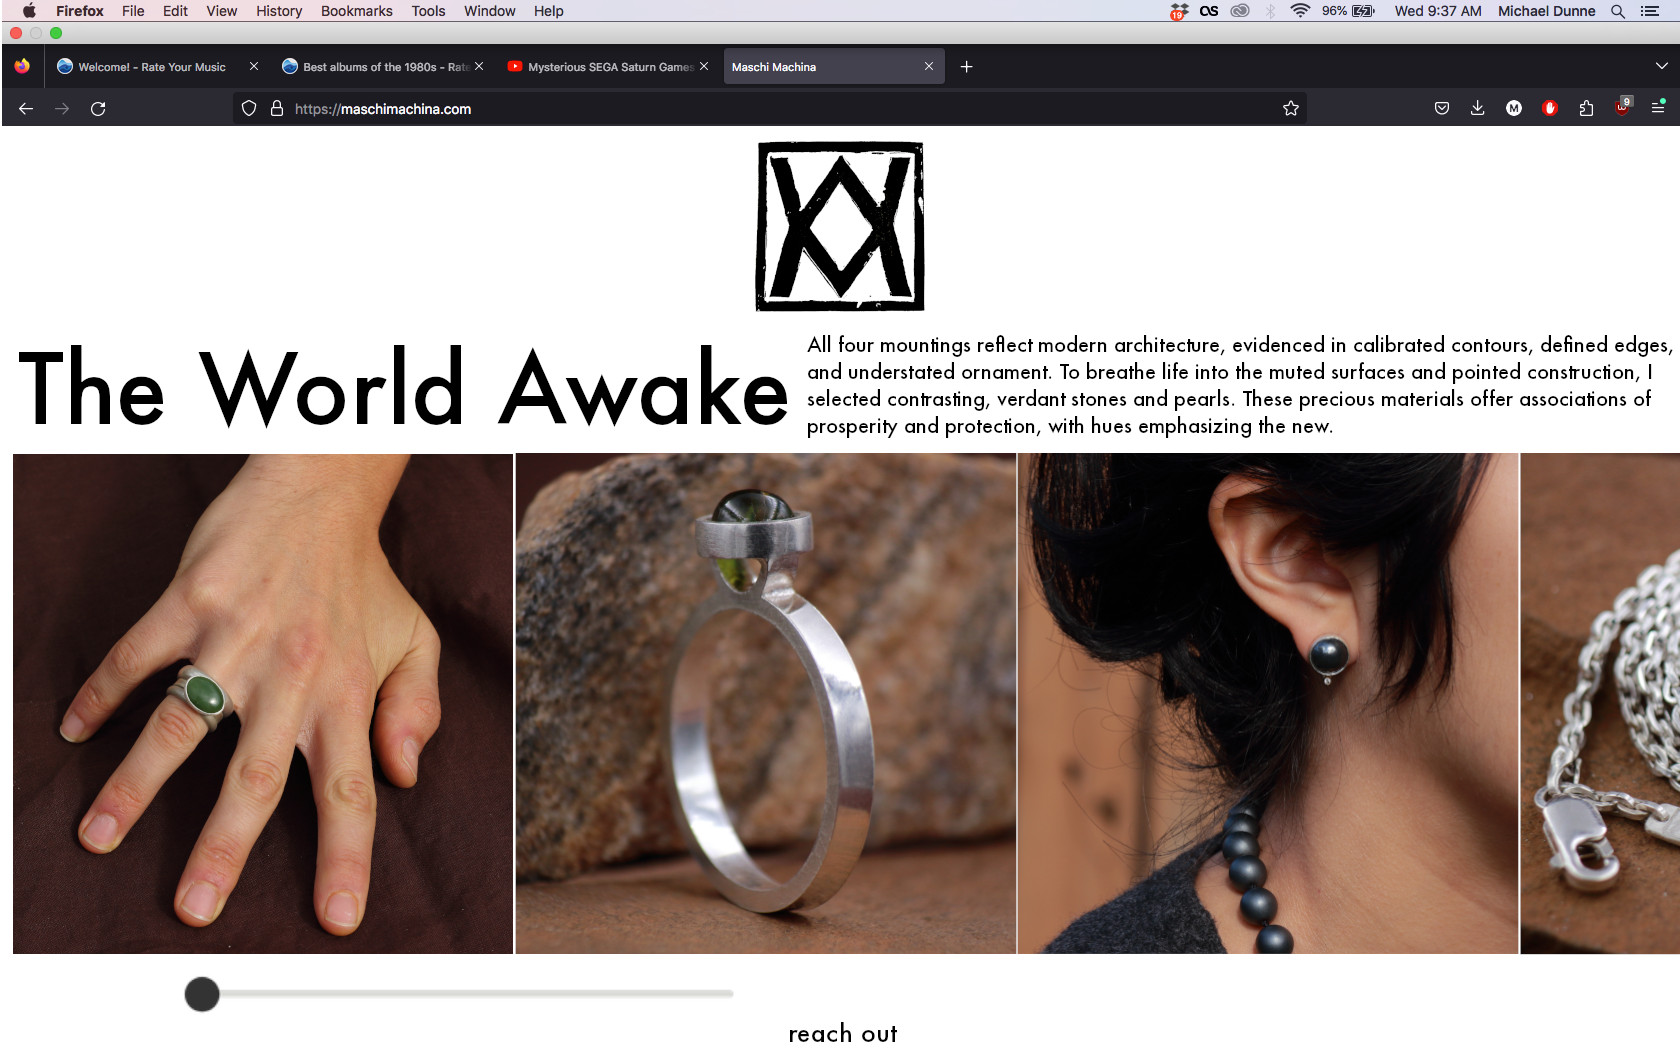 Firefox File Edit View History Bookmarks Tools Window Help 19 96% Wed 9:37 AM Michael Dunne
Welcome! - Rate Your Music Best albums of the 1980s - Rate Mysterious SEGA Saturn Games Maschi Machina
https://maschimachina.com M 9
The World Awake
All four mountings reflect modern architecture, evidenced in calibrated contours, defined edges,
and understated ornament. To breathe life into the muted surfaces and pointed construction, I
selected contrasting, verdant stones and pearls. These precious materials offer associations of
prosperity and protection, with hues emphasizing the new.
reach out